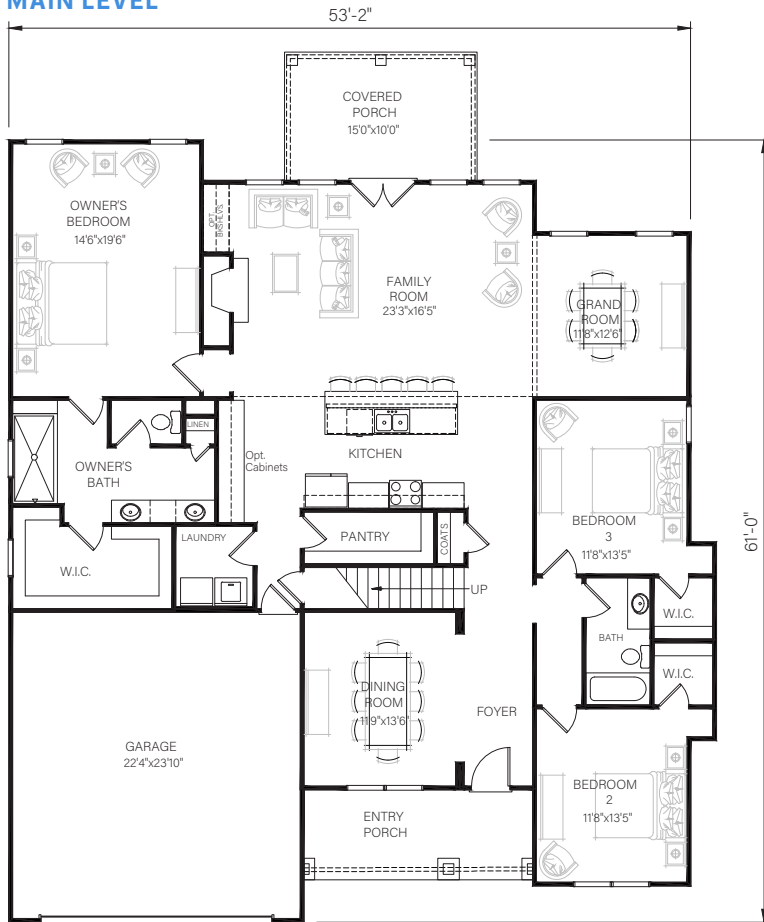 MAIN LEVEL
53'-2"
COVERED
PORCH
15'0"x10'0"
OWNER'S
BEDROOM
14'6"x19'6"
OPT.
BKSHLVS.
FAMILY
ROOM
23'3"x16'5"
GRAND
ROOM
11'8"x12'6"
LINEN
OWNER'S
BATH
Opt.
Cabinets
KITCHEN
BEDROOM
3
11'8"x13'5"
61'-0"
LAUNDRY
PANTRY
COATS
W.I.C.
UP
BATH
W.I.C.
W.I.C.
DINING
ROOM
11'9"x13'6"
FOYER
GARAGE
22'4"x23'10"
BEDROOM
2
11'8"x13'5"
ENTRY
PORCH